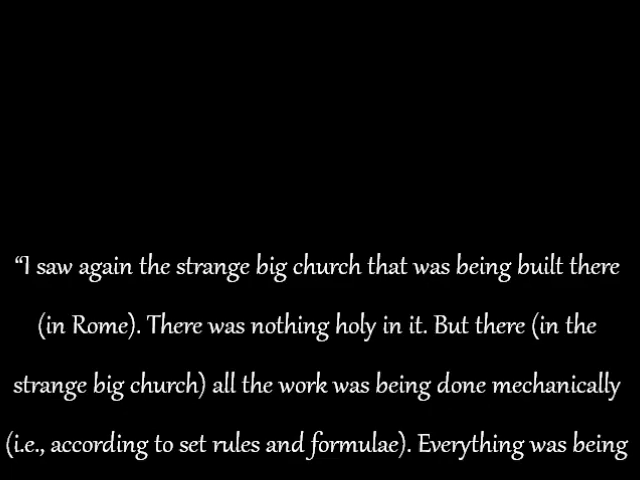 “I saw again the strange big church that was being built there
(in Rome). There was nothing holy in it. But there (in the
strange big church) all the work was being done mechanically
(i.e., according to set rules and formulae). Everything was being